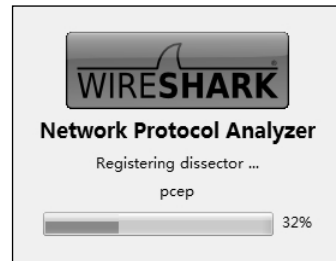 WIRESHARK®
Network Protocol Analyzer
Registering dissector ...
pcep
32%